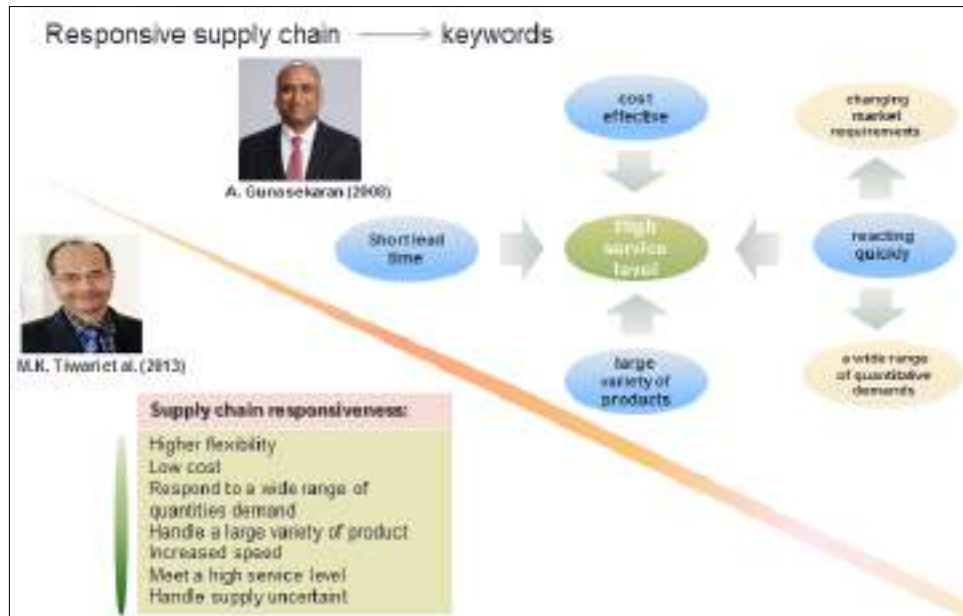 Responsive supply chain → keywords
A. Gunasekaran (2008)
M.K. Tiwari et al. (2013)
cost
effective
changing
market
requirements
Short lead
time
High
service
level
reacting
quickly
large
variety of
products
a wide range
of quantitative
demands
Supply chain responsiveness:
Higher flexibility
Low cost
Respond to a wide range of
quantities demand
Handle a large variety of product
Increased speed
Meet a high service level
Handle supply uncertaint